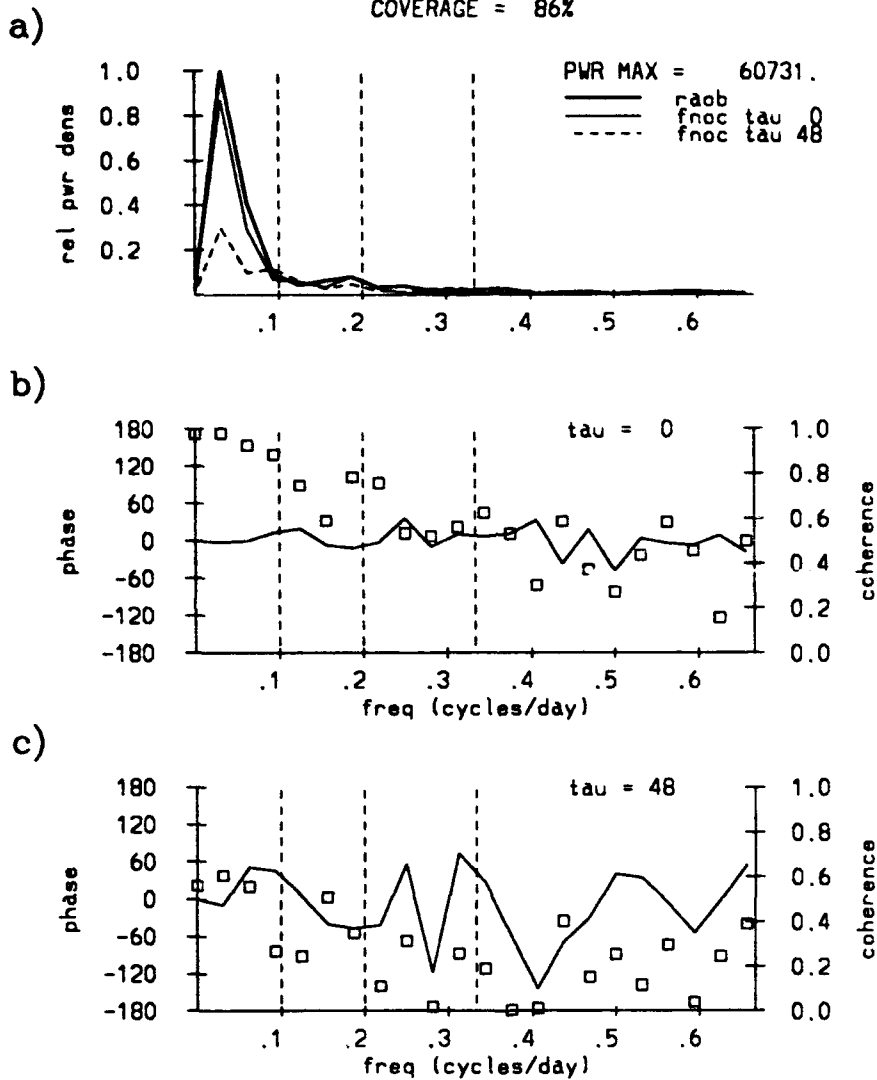 COVERAGE = 86%
a)
PWR MAX = 60731.
raob
fnoc tau 0
fnoc tau 48
rel pwr dens
1.0
0.8
0.6
0.4
0.2
.1 .2 .3 .4 .5 .6
b)
tau = 0
phase
180
120
60
0
-60
-120
-180
1.0
0.8
0.6
0.4
0.2
0.0
ccherence
.1 .2 .3 .4 .5 .6
freq (cycles/day)
c)
tau = 48
phase
180
120
60
0
-60
-120
-180
1.0
0.8
0.6
0.4
0.2
0.0
coherence
.1 .2 .3 .4 .5 .6
freq (cycles/day)